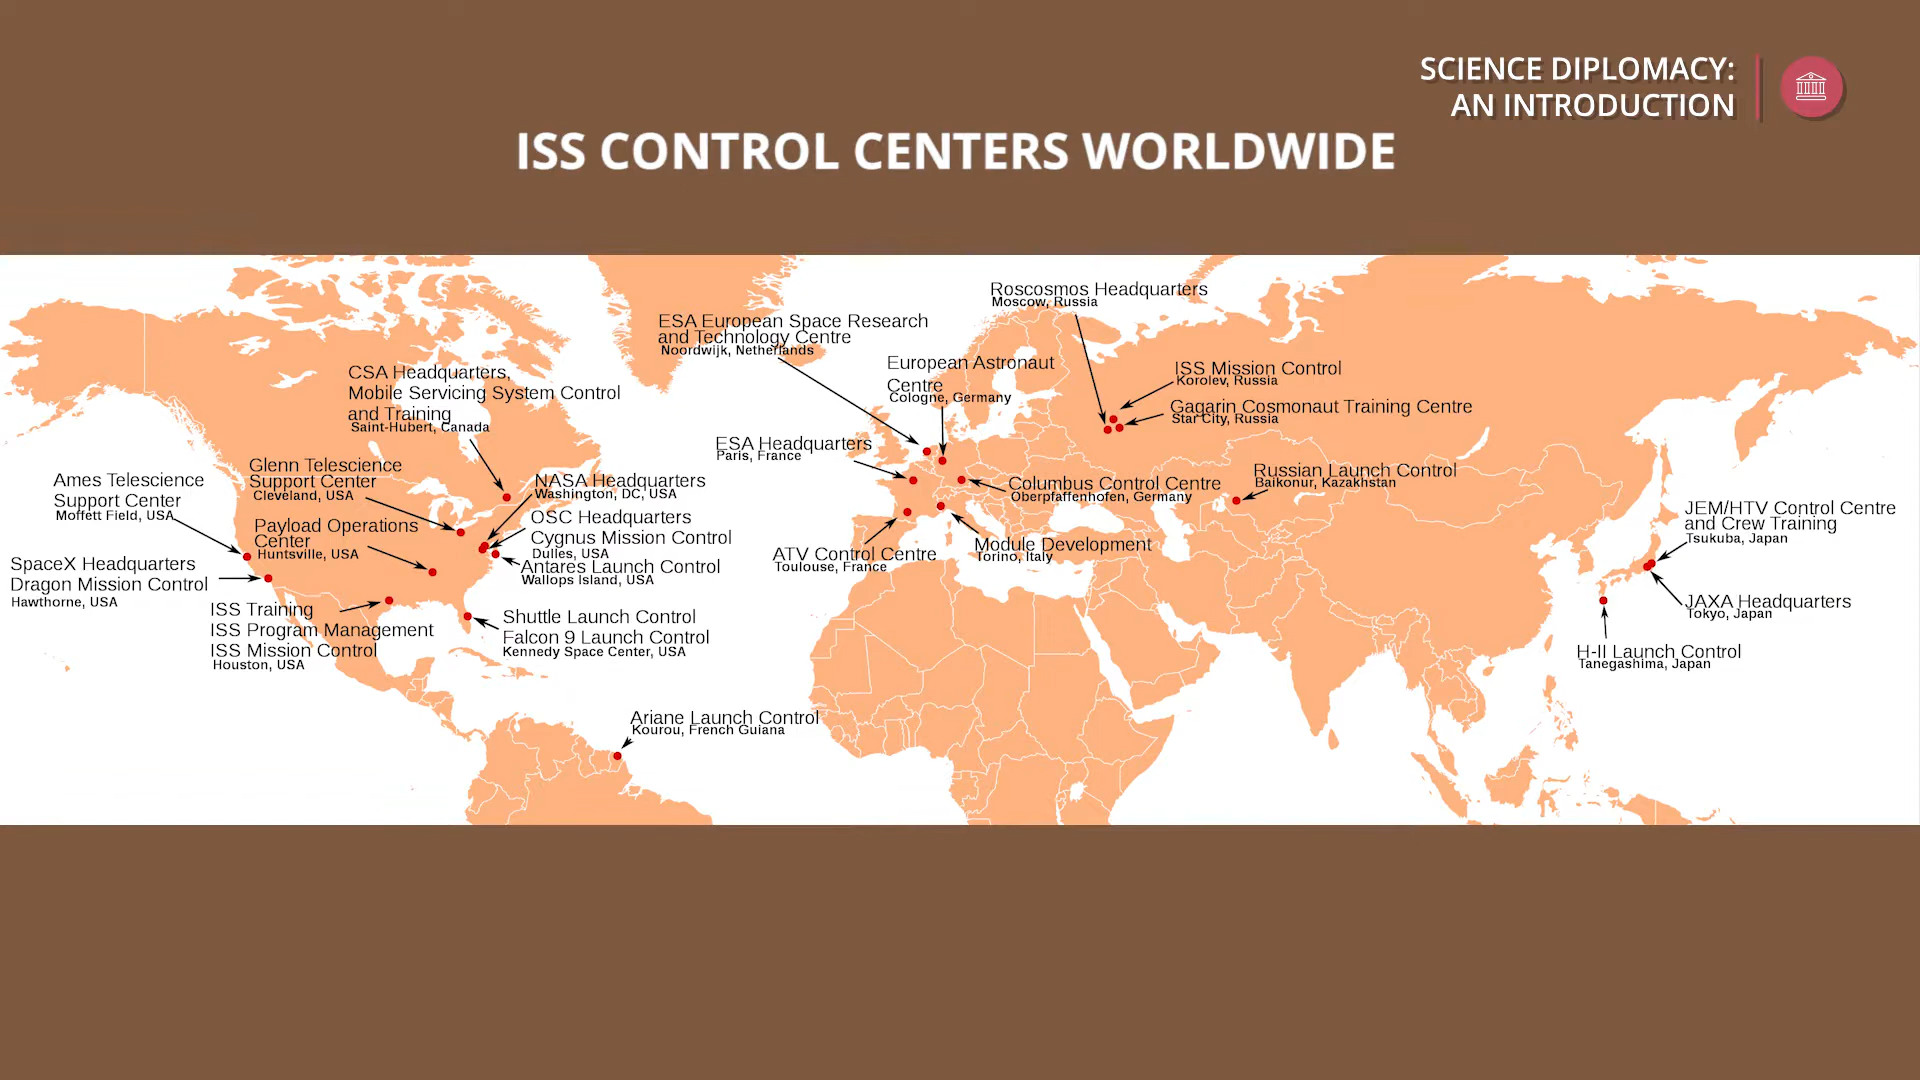 SCIENCE DIPLOMACY:
AN INTRODUCTION
ISS CONTROL CENTERS WORLDWIDE
Roscosmos Headquarters
Moscow, Russia
ESA European Space Research
and Technology Centre
Noordwijk, Netherlands
European Astronaut
Centre
Cologne, Germany
ISS Mission Control
Korolev, Russia
Gagarin Cosmonaut Training Centre
Star City, Russia
CSA Headquarters,
Mobile Servicing System Control
and Training
Saint-Hubert, Canada
ESA Headquarters
Paris, France
Glenn Telescience
Support Center
Cleveland, USA
Ames Telescience
Support Center
Moffett Field, USA
NASA Headquarters
Washington, DC, USA
OSC Headquarters
Cygnus Mission Control
Dulles, USA
Antares Launch Control
Wallops Island, USA
Payload Operations
Center
Huntsville, USA
SpaceX Headquarters
Dragon Mission Control
Hawthorne, USA
ISS Training
ISS Program Management
ISS Mission Control
Houston, USA
Shuttle Launch Control
Falcon 9 Launch Control
Kennedy Space Center, USA
Columbus Control Centre
Oberpfaffenhofen, Germany
Russian Launch Control
Baikonur, Kazakhstan
ATV Control Centre
Toulouse, France
Module Development
Torino, Italy
JEM/HTV Control Centre
and Crew Training
Tsukuba, Japan
JAXA Headquarters
Tokyo, Japan
H-II Launch Control
Tanegashima, Japan
Ariane Launch Control
Kourou, French Guiana